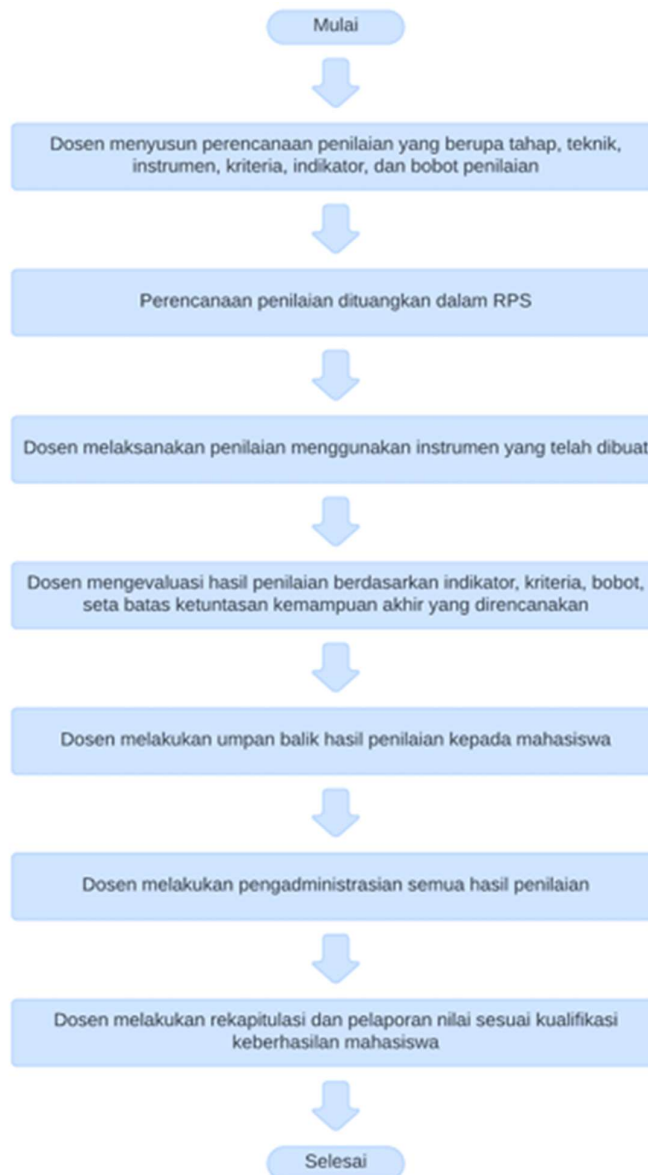 Mulai
Dosen menyusun perencanaan penilaian yang berupa tahap, teknik,
instrumen, kriteria, indikator, dan bobot penilaian
Perencanaan penilaian dituangkan dalam RPS
Dosen melaksanakan penilaian menggunakan instrumen yang telah dibuat
Dosen mengevaluasi hasil penilaian berdasarkan indikator, kriteria, bobot,
seta batas ketuntasan kemampuan akhir yang direncanakan
Dosen melakukan umpan balik hasil penilaian kepada mahasiswa
Dosen melakukan pengadministrasian semua hasil penilaian
Dosen melakukan rekapitulasi dan pelaporan nilai sesuai kualifikasi
keberhasilan mahasiswa
Selesai